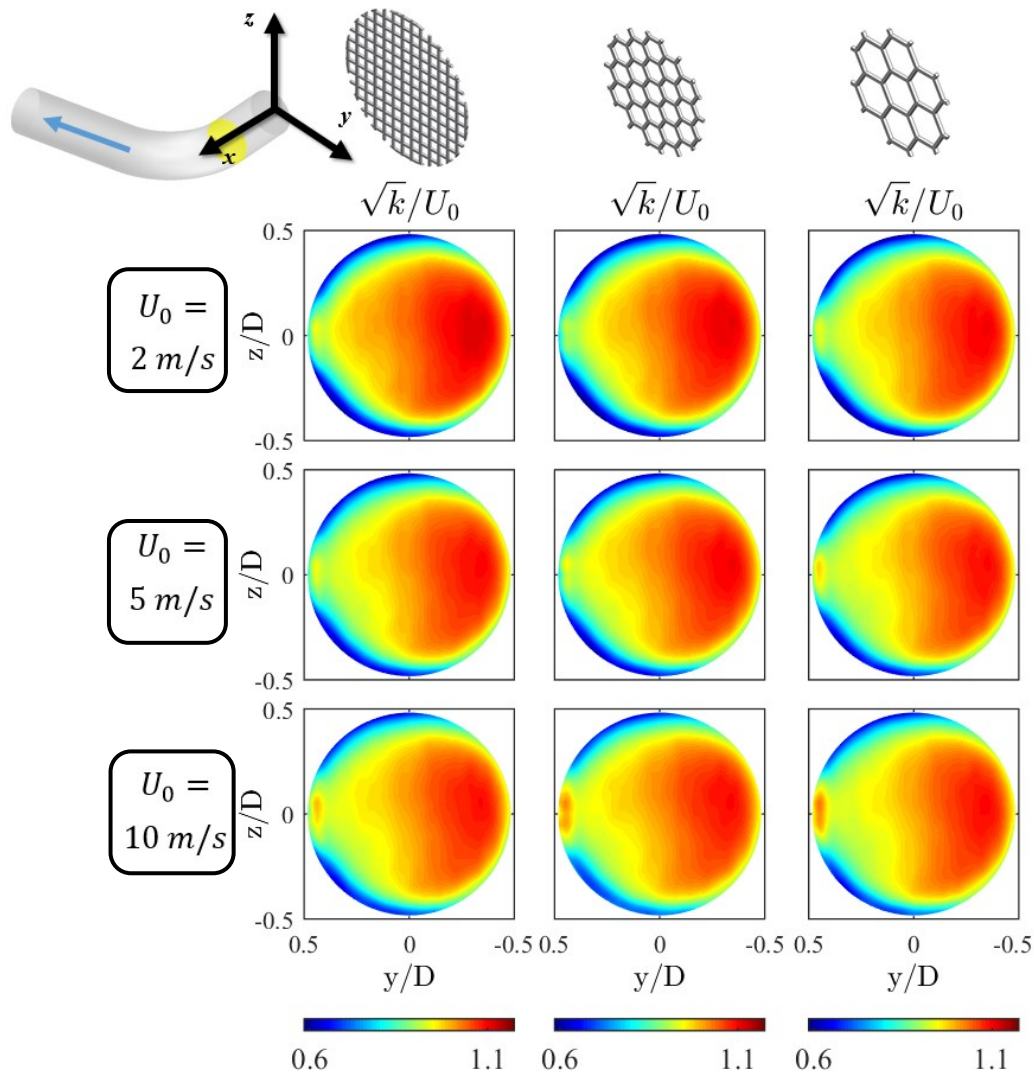 z
y
x
√k/U₀ √k/U₀ √k/U₀
0.5
U₀ =
2 m/s
z/D
0
-0.5
0.5
U₀ =
5 m/s
z/D
0
-0.5
0.5
U₀ =
10 m/s
z/D
0
-0.5
0.5 0 -0.5 0.5 0 -0.5 0.5 0 -0.5
y/D y/D y/D
0.6 1.1 0.6 1.1 0.6 1.1